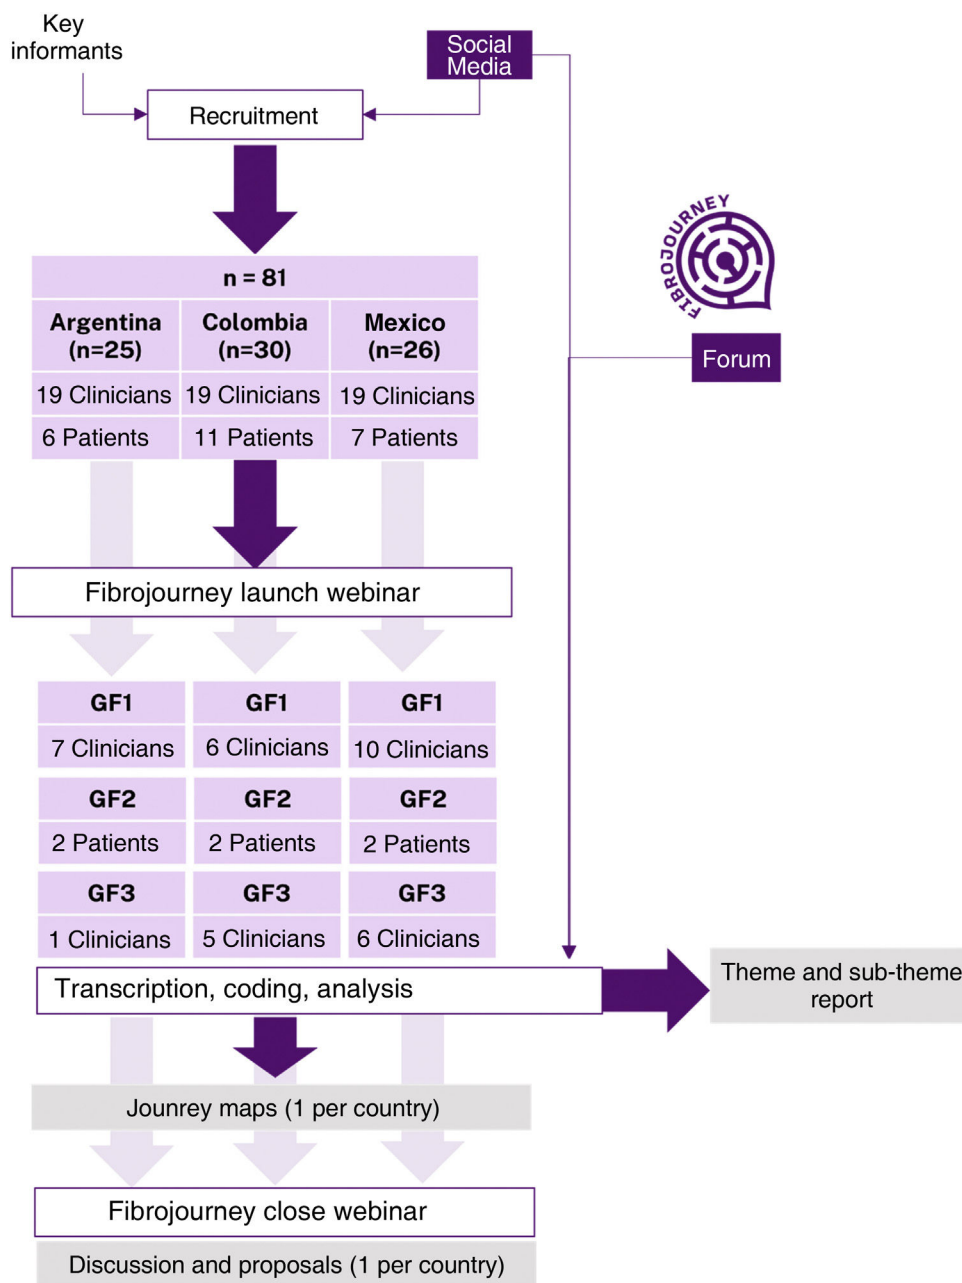 Key
informants
Social
Media
Recruitment
FIBROJOURNEY
n = 81
Argentina
(n=25)
Colombia
(n=30)
Mexico
(n=26)
Forum
19 Clinicians
19 Clinicians
19 Clinicians
6 Patients
11 Patients
7 Patients
Fibrojourney launch webinar
GF1
GF1
GF1
7 Clinicians
6 Clinicians
10 Clinicians
GF2
GF2
GF2
2 Patients
2 Patients
2 Patients
GF3
GF3
GF3
1 Clinicians
5 Clinicians
6 Clinicians
Transcription, coding, analysis
Theme and sub-theme
report
Jounrey maps (1 per country)
Fibrojourney close webinar
Discussion and proposals (1 per country)